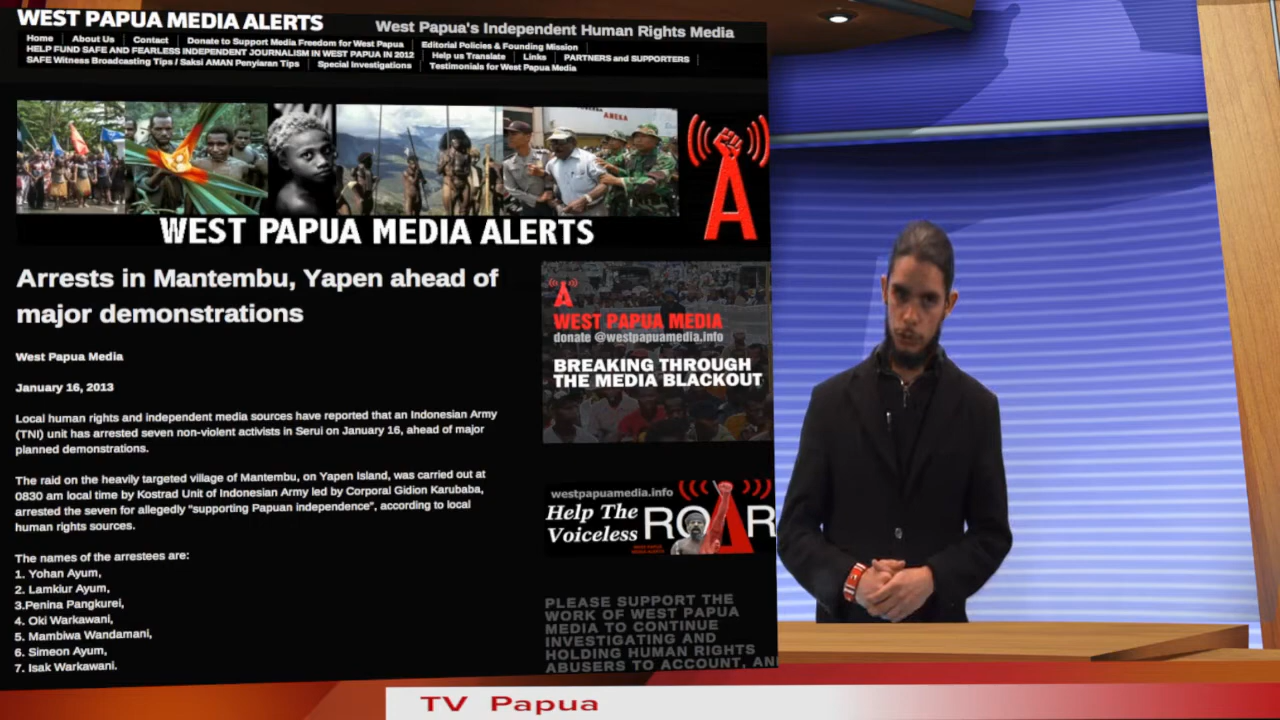 WEST PAPUA MEDIA ALERTS
West Papua's Independent Human Rights Media
Home About Us Contact Donate to Support Media Freedom for West Papua Editorial Policies & Founding Mission
HELP FUND SAFE AND FEARLESS INDEPENDENT JOURNALISM IN WEST PAPUA IN 2012 Help us Translate Links PARTNERS and SUPPORTERS
SAFE Witness Broadcasting Tips / Saksi AMAN Penyiaran Tips Special Investigations Testimonials for West Papua Media
WEST PAPUA MEDIA ALERTS
Arrests in Mantembu, Yapen ahead of
major demonstrations
West Papua Media
January 16, 2013
Local human rights and independent media sources have reported that an Indonesian Army
(TNI) unit has arrested seven non-violent activists in Serui on January 16, ahead of major
planned demonstrations.
The raid on the heavily targeted village of Mantembu, on Yapen Island, was carried out at
0830 am local time by Kostrad Unit of Indonesian Army led by Corporal Gidion Karubaba,
arrested the seven for allegedly "supporting Papuan independence", according to local
human rights sources.
The names of the arrestees are:
1. Yohan Ayum,
2. Lamkiur Ayum,
3.Penina Pangkurei,
4. Oki Warkawani,
5. Mambiwa Wandamani,
6. Simeon Ayum,
7. Isak Warkawani.
WEST PAPUA MEDIA
donate @westpapuamedia.info
BREAKING THROUGH
THE MEDIA BLACKOUT
westpapuamedia.info
Help The
Voiceless ROAR
PLEASE SUPPORT THE
WORK OF WEST PAPUA
MEDIA TO CONTINUE
INVESTIGATING AND
HOLDING HUMAN RIGHTS
ABUSERS TO ACCOUNT, AN
TV Papua